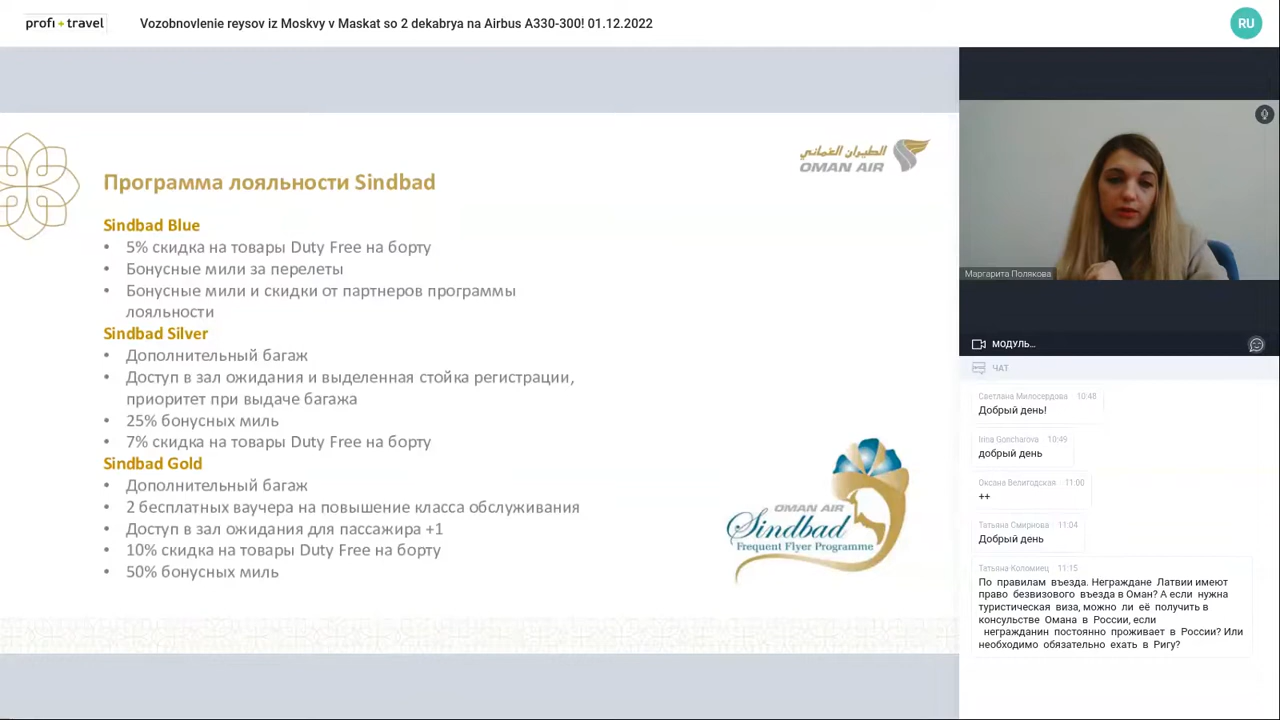 profi travel
Vozobnovlenie reysov iz Moskvy v Maskat so 2 dekabrya na Airbus A330-300! 01.12.2022
RU
الطيران العماني
OMAN AIR
Программа лояльности Sindbad
Sindbad Blue
• 5% скидка на товары Duty Free на борту
• Бонусные мили за перелеты
• Бонусные мили и скидки от партнеров программы
лояльности
Sindbad Silver
• Дополнительный багаж
• Доступ в зал ожидания и выделенная стойка регистрации,
приоритет при выдаче багажа
• 25% бонусных миль
• 7% скидка на товары Duty Free на борту
Sindbad Gold
• Дополнительный багаж
• 2 бесплатных ваучера на повышение класса обслуживания
• Доступ в зал ожидания для пассажира +1
• 10% скидка на товары Duty Free на борту
• 50% бонусных миль
OMAN AIR
Sindbad
Frequent Flyer Programme
Маргарита Полякова
МОДУЛЬ...
ЧАТ
Светлана Милосердова 10:48
Добрый день!
Irina Goncharova 10:49
добрый день
Оксана Велигодская 11:00
++
Татьяна Смирнова 11:04
Добрый день
Татьяна Коломиец 11:15
По правилам въезда. Неграждане Латвии имеют
право безвизового въезда в Оман? А если нужна
туристическая виза, можно ли её получить в
консульстве Омана в России, если
негражданин постоянно проживает в России? Или
необходимо обязательно ехать в Ригу?